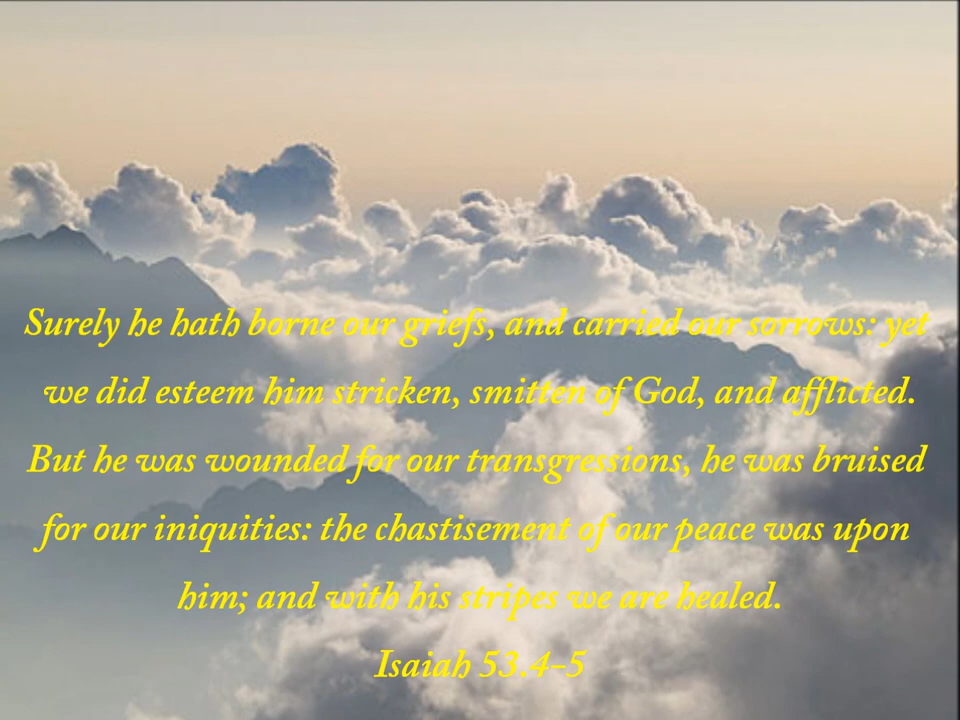 Surely he hath borne our griefs, and carried our sorrows: yet
we did esteem him stricken, smitten of God, and afflicted.
But he was wounded for our transgressions, he was bruised
for our iniquities: the chastisement of our peace was upon
him; and with his stripes we are healed.
Isaiah 53.4-5